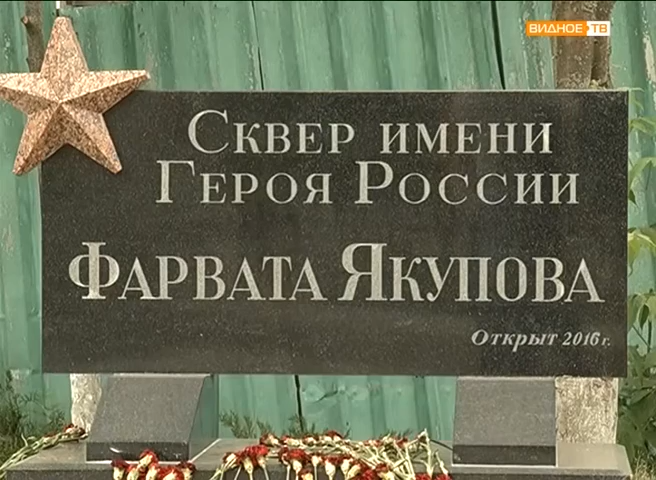 ВИДНОЕ ТВ
Сквер имени
Героя России
Фарвата Якупова
Открыт 2016 г.